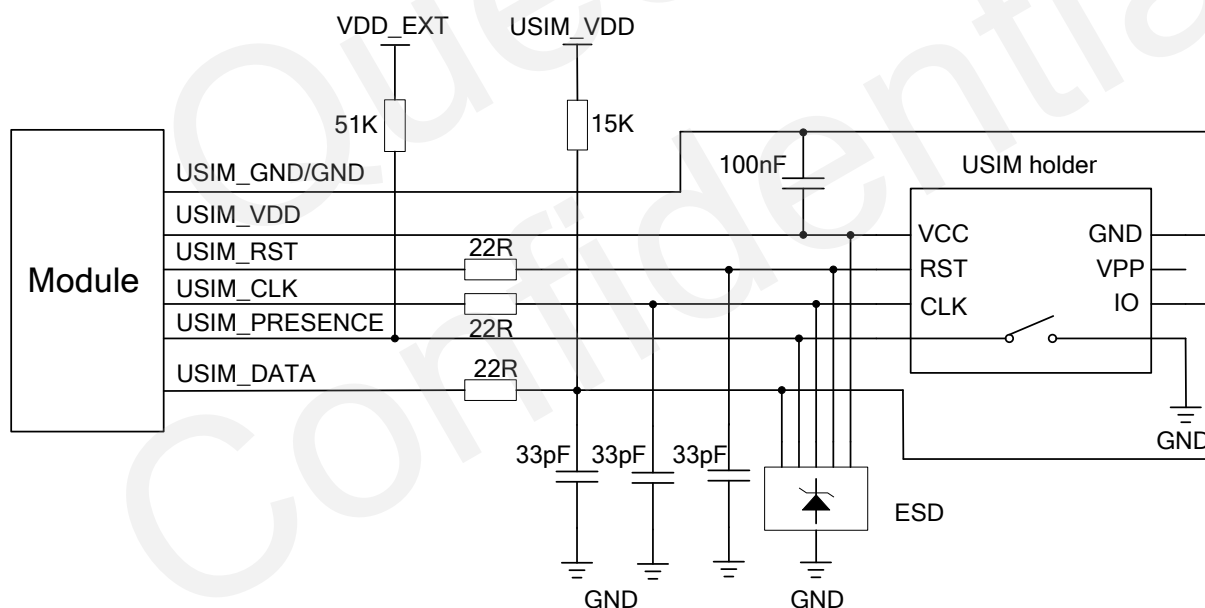 VDD_EXT
USIM_VDD
51K
15K
100nF
USIM holder
Module
USIM_GND/GND
USIM_VDD
USIM_RST
USIM_CLK
USIM_PRESENCE
USIM_DATA
22R
22R
22R
VCC
RST
CLK
GND
VPP
IO
GND
33pF
33pF
33pF
ESD
GND
GND
Confidential